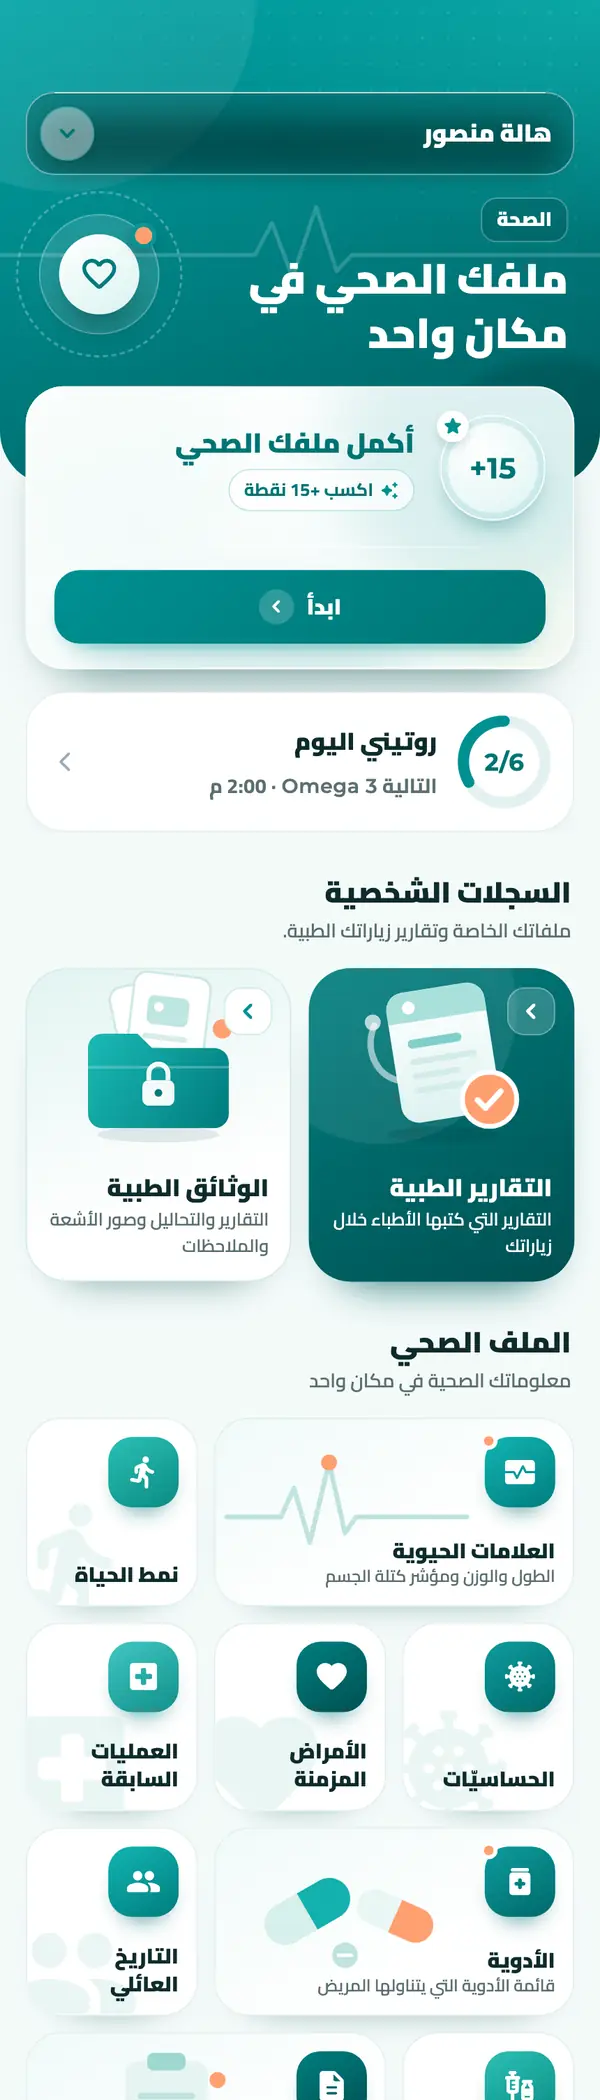 هالة منصور
الصحة
ملفك الصحي في
مكان واحد
+15
أكمل ملفك الصحي
اكسب +15 نقطة
ابدأ
2/6
روتيني اليوم
التالية Omega 3 · 2:00 م
السجلات الشخصية
ملفاتك الخاصة وتقارير زياراتك الطبية.
التقارير الطبية
التقارير التي كتبها الأطباء خلال
زياراتك
الوثائق الطبية
التقارير والتحاليل وصور الأشعة
والملاحظات
الملف الصحي
معلوماتك الصحية في مكان واحد
العلامات الحيوية
الطول والوزن ومؤشر كتلة الجسم
نمط الحياة
الحساسيّات
الأمراض
المزمنة
العمليات
السابقة
الأدوية
قائمة الأدوية التي يتناولها المريض
التاريخ
العائلي